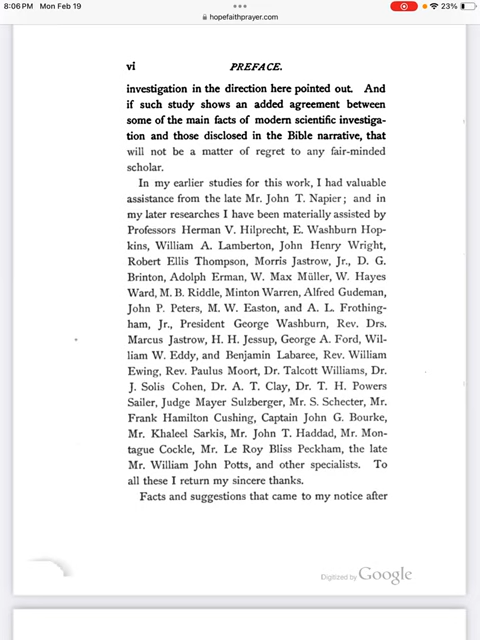 8:06 PM Mon Feb 19
23%
hopefaithprayer.com
vi PREFACE.
investigation in the direction here pointed out. And
if such study shows an added agreement between
some of the main facts of modern scientific investiga-
tion and those disclosed in the Bible narrative, that
will not be a matter of regret to any fair-minded
scholar.
In my earlier studies for this work, I had valuable
assistance from the late Mr. John T. Napier; and in
my later researches I have been materially assisted by
Professors Herman V. Hilprecht, E. Washburn Hop-
kins, William A. Lamberton, John Henry Wright,
Robert Ellis Thompson, Morris Jastrow, Jr., D. G.
Brinton, Adolph Erman, W. Max Müller, W. Hayes
Ward, M. B. Riddle, Minton Warren, Alfred Gudeman,
John P. Peters, M. W. Easton, and A. L. Frothing-
ham, Jr., President George Washburn, Rev. Drs.
Marcus Jastrow, H. H. Jessup, George A. Ford, Wil-
liam W. Eddy, and Benjamin Labaree, Rev. William
Ewing, Rev. Paulus Moort, Dr. Talcott Williams, Dr.
J. Solis Cohen, Dr. A. T. Clay, Dr. T. H. Powers
Sailer, Judge Mayer Sulzberger, Mr. S. Schecter, Mr.
Frank Hamilton Cushing, Captain John G. Bourke,
Mr. Khaleel Sarkis, Mr. John T. Haddad, Mr. Mon-
tague Cockle, Mr. Le Roy Bliss Peckham, the late
Mr. William John Potts, and other specialists. To
all these I return my sincere thanks.
Facts and suggestions that came to my notice after
Digitized by Google